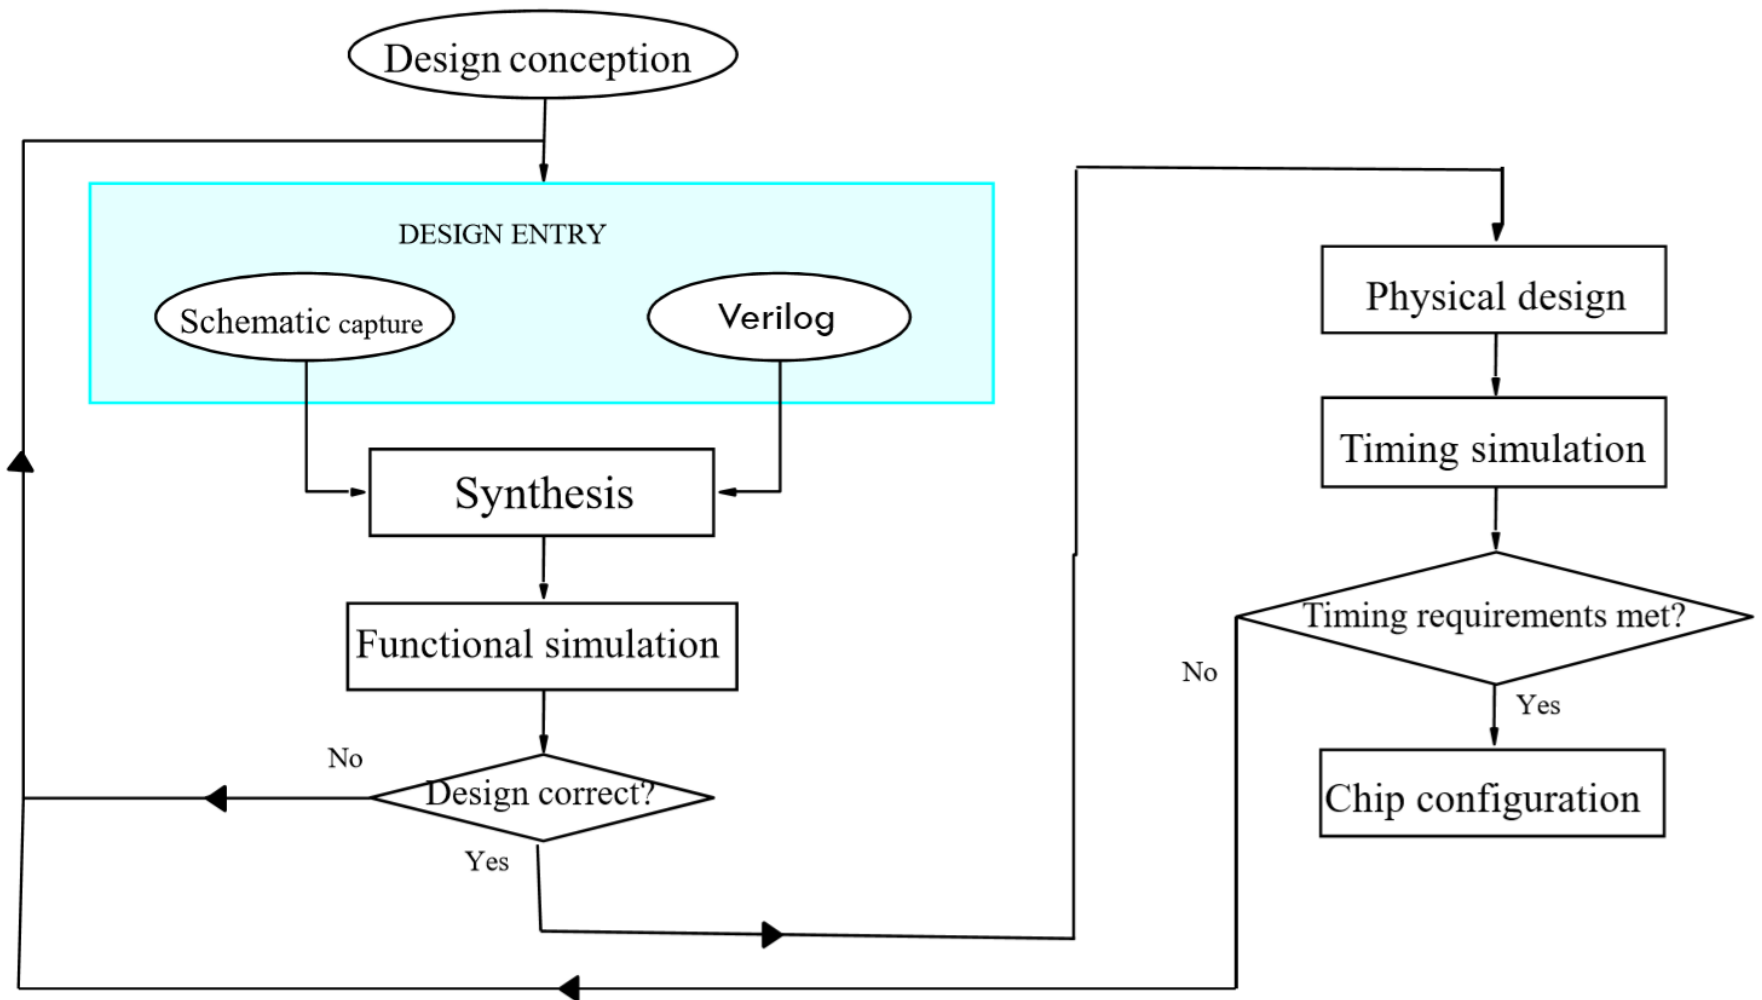 Design conception
DESIGN ENTRY
Schematic capture
Verilog
Synthesis
Functional simulation
No
Design correct?
Yes
Physical design
Timing simulation
Timing requirements met?
No
Yes
Chip configuration